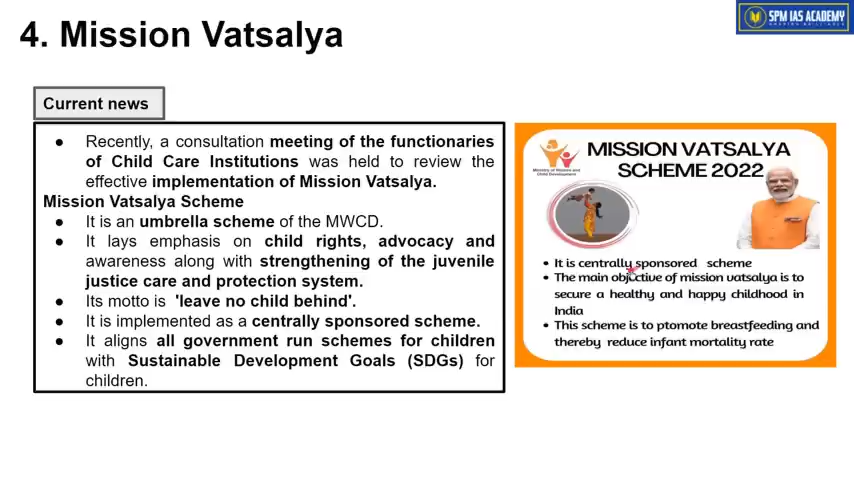 4. Mission Vatsalya
SPM IAS ACADEMY
Current news
● Recently, a consultation meeting of the functionaries
of Child Care Institutions was held to review the
effective implementation of Mission Vatsalya.
Mission Vatsalya Scheme
● It is an umbrella scheme of the MWCD.
● It lays emphasis on child rights, advocacy and
awareness along with strengthening of the juvenile
justice care and protection system.
● Its motto is 'leave no child behind'.
● It is implemented as a centrally sponsored scheme.
● It aligns all government run schemes for children
with Sustainable Development Goals (SDGs) for
children.
MISSION VATSALYA
SCHEME 2022
Ministry of Women and
Child Development
• It is centrally sponsored scheme
• The main objective of mission vatsalya is to
secure a healthy and happy childhood in
India
• This scheme is to ptomote breastfeeding and
thereby reduce infant mortality rate